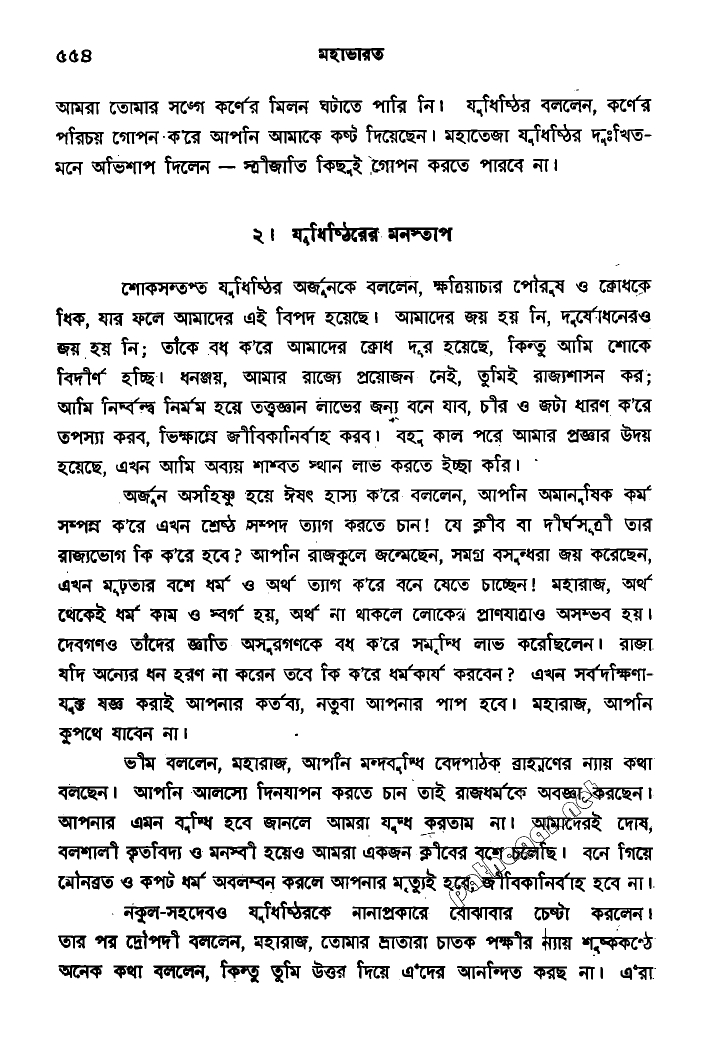 ৫৫৪ মহাভারত
আমরা তোমার সঙ্গে কর্ণের মিলন ঘটাতে পারি নি। যুধিষ্ঠির বললেন, কর্ণের
পরিচয় গোপন ক'রে আপনি আমাকে কষ্ট দিয়েছেন। মহাতেজা যুধিষ্ঠির দুঃখিত-
মনে অভিশাপ দিলেন — স্ত্রীজাতি কিছুই গোপন করতে পারবে না।
২। যুধিষ্ঠিরের মনস্তাপ
শোকসন্তপ্ত যুধিষ্ঠির অর্জুনকে বললেন, ক্ষত্রিয়াচার পৌরুষ ও ক্রোধকে
ধিক, যার ফলে আমাদের এই বিপদ হয়েছে। আমাদের জয় হয় নি, দুর্যোধনেরও
জয় হয় নি; তাঁকে বধ ক'রে আমাদের ক্রোধ দূর হয়েছে, কিন্তু আমি শোকে
বিদীর্ণ হচ্ছি। ধনঞ্জয়, আমার রাজ্যে প্রয়োজন নেই, তুমিই রাজ্যশাসন কর;
আমি নির্দ্বন্দ্ব নির্মম হয়ে তত্ত্বজ্ঞান লাভের জন্য বনে যাব, চীর ও জটা ধারণ ক'রে
তপস্যা করব, ভিক্ষান্নে জীবিকানির্বাহ করব। বহু কাল পরে আমার প্রজ্ঞার উদয়
হয়েছে, এখন আমি অব্যয় শাশ্বত স্থান লাভ করতে ইচ্ছা করি।
অর্জুন অসহিষ্ণু হয়ে ঈষৎ হাস্য ক'রে বললেন, আপনি অমানুষিক কর্ম
সম্পন্ন ক'রে এখন শ্রেষ্ঠ সম্পদ ত্যাগ করতে চান! যে ক্লীব বা দীর্ঘসূত্রী তার
রাজ্যভোগ কি ক'রে হবে? আপনি রাজকুলে জন্মেছেন, সমগ্র বসুন্ধরা জয় করেছেন,
এখন মূঢ়তার বশে ধর্ম ও অর্থ ত্যাগ ক'রে বনে যেতে চাচ্ছেন! মহারাজ, অর্থ
থেকেই ধর্ম কাম ও স্বর্গ হয়, অর্থ না থাকলে লোকের প্রাণযাত্রাও অসম্ভব হয়।
দেবগণও তাঁদের জ্ঞাতি অসুরগণকে বধ ক'রে সমৃদ্ধি লাভ করেছিলেন। রাজা
যদি অন্যের ধন হরণ না করেন তবে কি ক'রে ধর্মকার্য করবেন? এখন সর্বদক্ষিণা-
যুক্ত যজ্ঞ করাই আপনার কর্তব্য, নতুবা আপনার পাপ হবে। মহারাজ, আপনি
কুপথে যাবেন না।
ভীম বললেন, মহারাজ, আপনি মন্দবুদ্ধি বেদপাঠক ব্রাহ্মণের ন্যায় কথা
বলছেন। আপনি আলস্যে দিনযাপন করতে চান তাই রাজধর্মকে অবজ্ঞা করছেন।
আপনার এমন বুদ্ধি হবে জানলে আমরা যুদ্ধ করতাম না। আমাদেরই দোষ,
বলশালী কৃতবিদ্য ও মনস্বী হয়েও আমরা একজন ক্লীবের বশে চলেছি। বনে গিয়ে
মৌনব্রত ও কপট ধর্ম অবলম্বন করলে আপনার মৃত্যুই হবে, জীবিকানির্বাহ হবে না।
নকুল-সহদেবও যুধিষ্ঠিরকে নানাপ্রকারে বোঝাবার চেষ্টা করলেন।
তার পর দ্রৌপদী বললেন, মহারাজ, তোমার ভ্রাতারা চাতক পক্ষীর ন্যায় শুষ্ককণ্ঠে
অনেক কথা বললেন, কিন্তু তুমি উত্তর দিয়ে এ'দের আনন্দিত করছ না। এ'রা